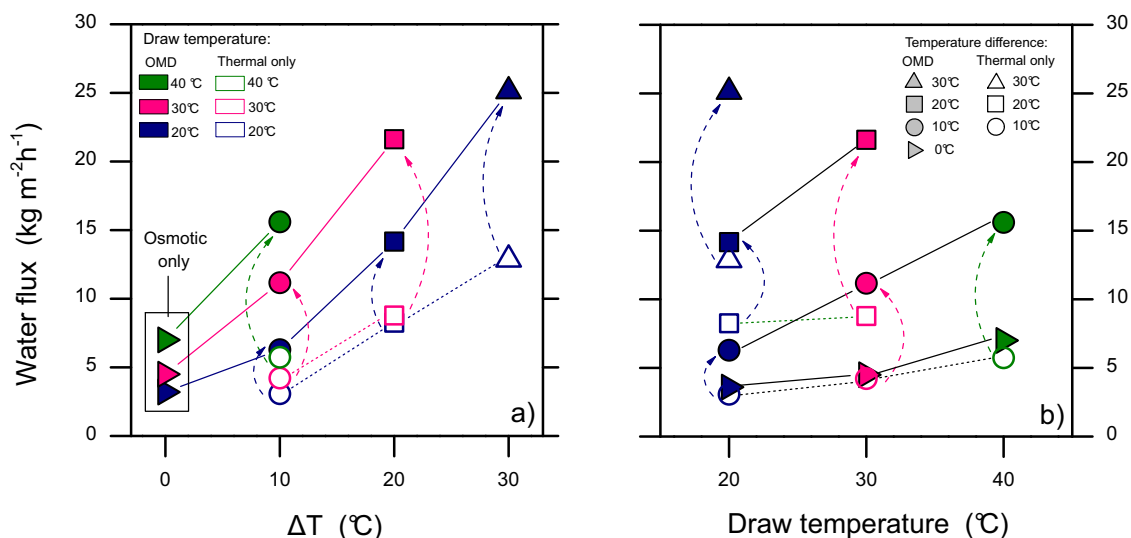 Water flux (kg m⁻²h⁻¹)
30
25
20
15
10
5
0
Draw temperature:
OMD Thermal only
40 °C 40 °C
30°C 30°C
20°C 20°C
Osmotic
only
a)
0 10 20 30
ΔT (°C)
Temperature difference:
OMD Thermal only
30°C 30°C
20°C 20°C
10°C 10°C
0°C
b)
30
25
20
15
10
5
0
20 30 40
Draw temperature (°C)